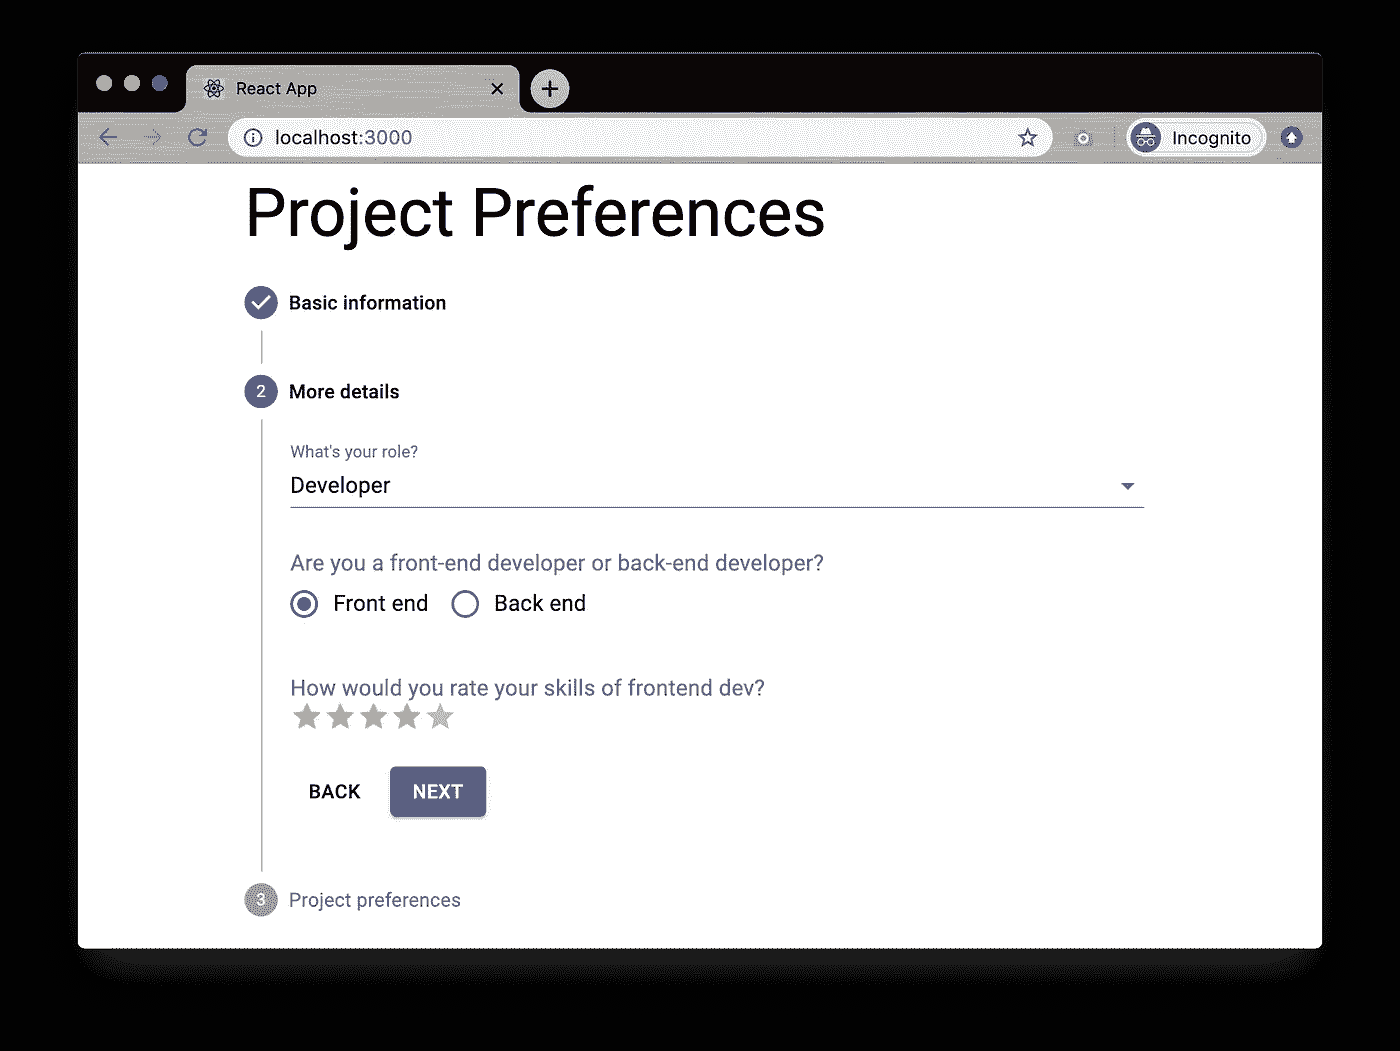 React App
localhost:3000
Incognito
Project Preferences
Basic information
2 More details
What's your role?
Developer
Are you a front-end developer or back-end developer?
Front end Back end
How would you rate your skills of frontend dev?
BACK NEXT
3 Project preferences